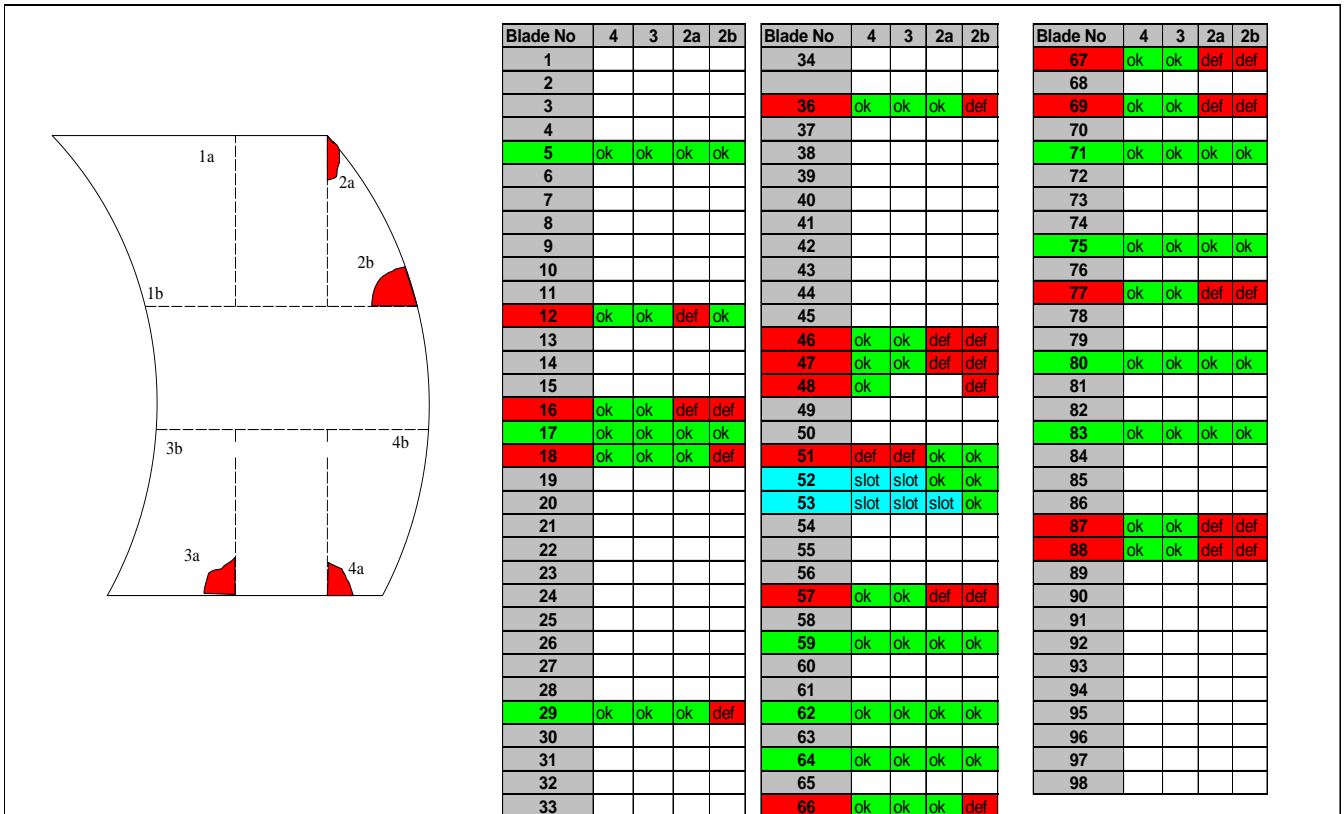 1a
2a
2b
1b
3b
4b
3a
4a
Blade No 4 3 2a 2b
1
2
3
4
5 ok ok ok ok
6
7
8
9
10
11
12 ok ok def ok
13
14
15
16 ok ok def def
17 ok ok ok ok
18 ok ok ok def
19
20
21
22
23
24
25
26
27
28
29 ok ok ok def
30
31
32
33
Blade No 4 3 2a 2b
34
36 ok ok ok def
37
38
39
40
41
42
43
44
45
46 ok ok def def
47 ok ok def def
48 ok def
49
50
51 def def ok ok
52 slot slot ok ok
53 slot slot slot ok
54
55
56
57 ok ok def def
58
59 ok ok ok ok
60
61
62 ok ok ok ok
63
64 ok ok ok ok
65
66 ok ok ok def
Blade No 4 3 2a 2b
67 ok ok def def
68
69 ok ok def def
70
71 ok ok ok ok
72
73
74
75 ok ok ok ok
76
77 ok ok def def
78
79
80 ok ok ok ok
81
82
83 ok ok ok ok
84
85
86
87 ok ok def def
88 ok ok def def
89
90
91
92
93
94
95
96
97
98